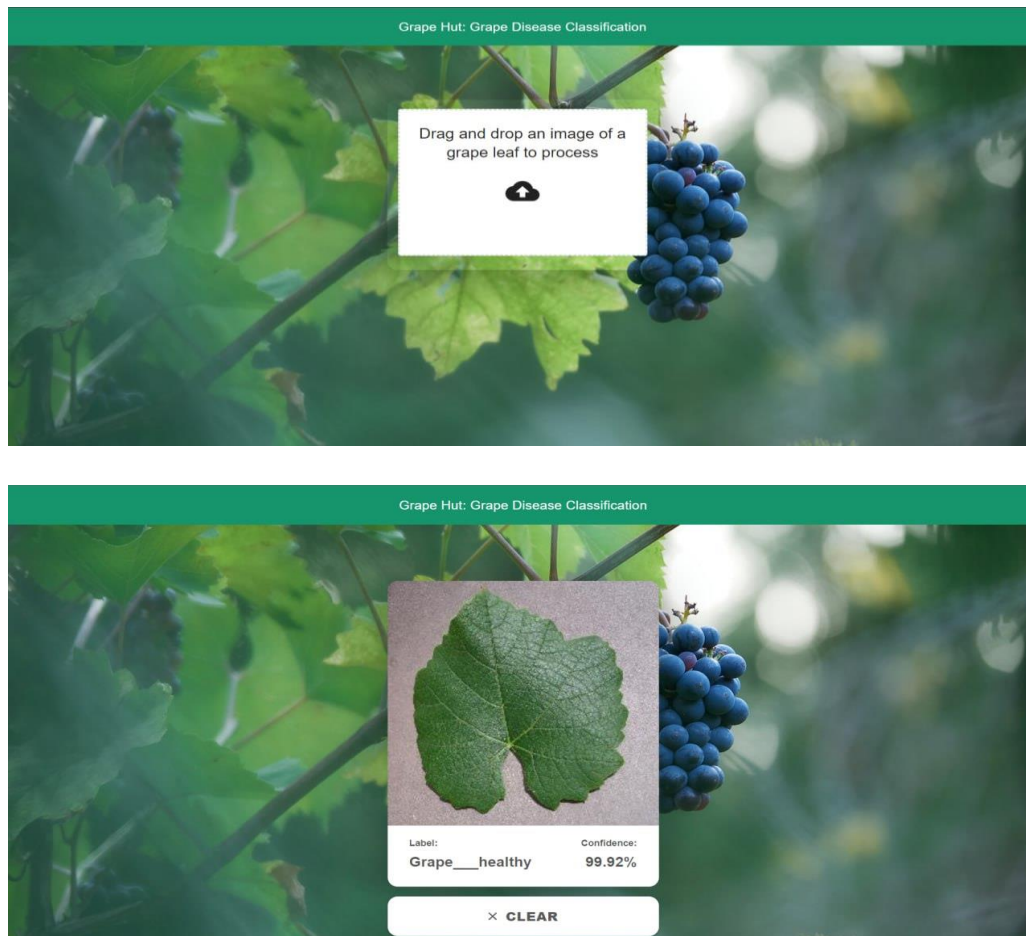 Grape Hut: Grape Disease Classification
Drag and drop an image of a
grape leaf to process
Grape Hut: Grape Disease Classification
Label:
Confidence:
Grape___healthy
99.92%
× CLEAR